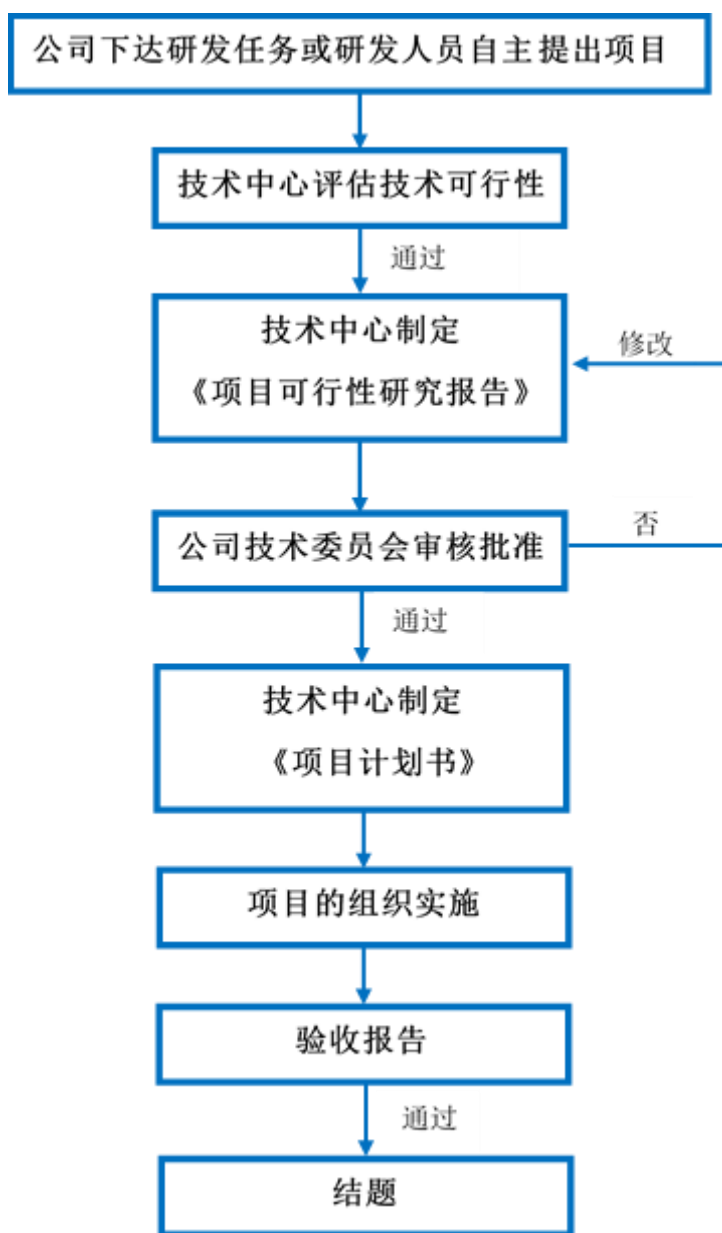 公司下达研发任务或研发人员自主提出项目
技术中心评估技术可行性
通过
技术中心制定
《项目可行性研究报告》
修改
公司技术委员会审核批准
否
通过
技术中心制定
《项目计划书》
项目的组织实施
验收报告
通过
结题